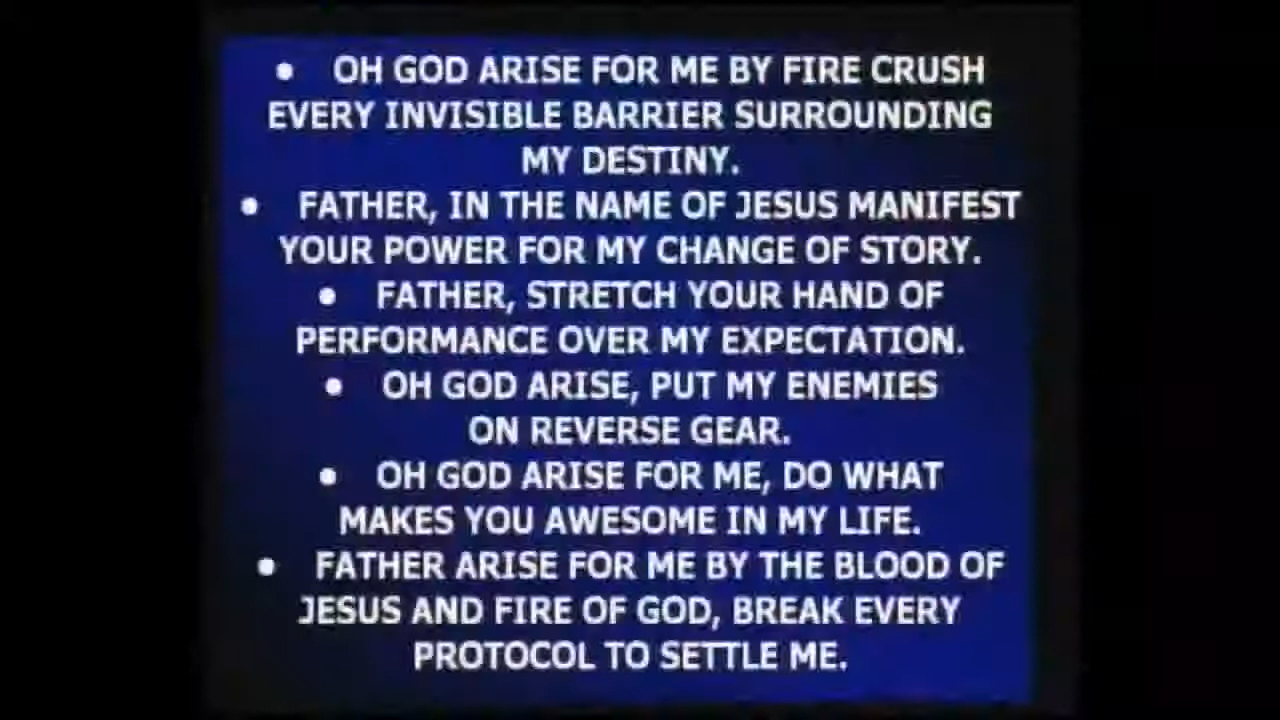 • OH GOD ARISE FOR ME BY FIRE CRUSH
EVERY INVISIBLE BARRIER SURROUNDING
MY DESTINY.
• FATHER, IN THE NAME OF JESUS MANIFEST
YOUR POWER FOR MY CHANGE OF STORY.
• FATHER, STRETCH YOUR HAND OF
PERFORMANCE OVER MY EXPECTATION.
• OH GOD ARISE, PUT MY ENEMIES
ON REVERSE GEAR.
• OH GOD ARISE FOR ME, DO WHAT
MAKES YOU AWESOME IN MY LIFE.
• FATHER ARISE FOR ME BY THE BLOOD OF
JESUS AND FIRE OF GOD, BREAK EVERY
PROTOCOL TO SETTLE ME.